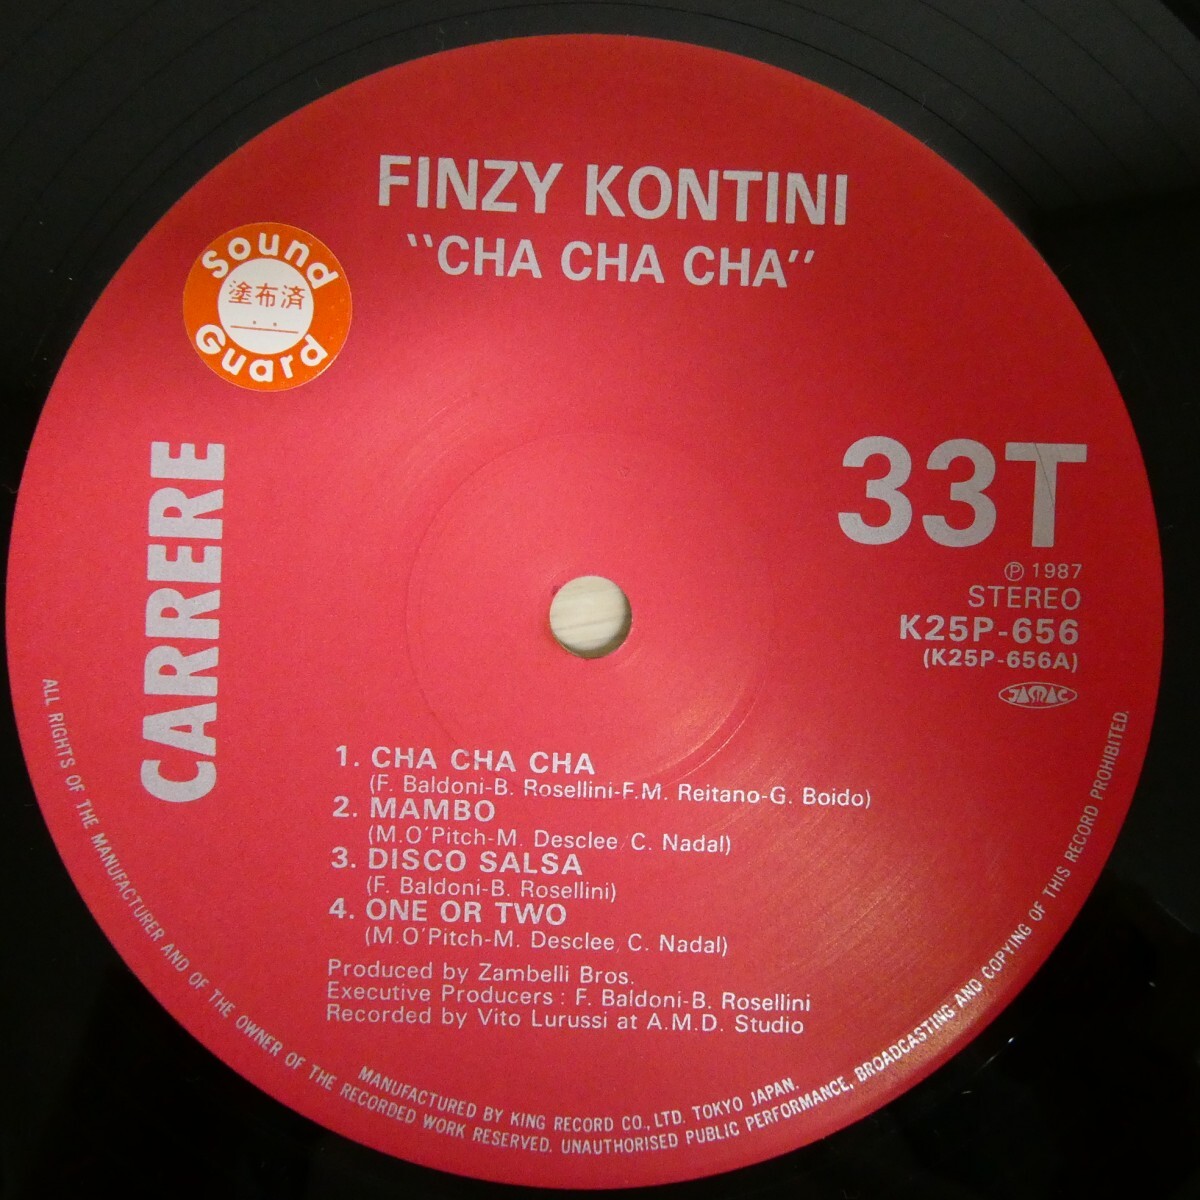 FINZY KONTINI
"CHA CHA CHA"
Sound
塗布済
Guard
CARRERE
33T
Ⓟ 1987
STEREO
K25P-656
(K25P-656A)
JASRAC
1. CHA CHA CHA
(F. Baldoni-B. Rosellini-F.M. Reitano-G. Boido)
2. MAMBO
(M.O'Pitch-M. Desclee/C. Nadal)
3. DISCO SALSA
(F. Baldoni-B. Rosellini)
4. ONE OR TWO
(M.O'Pitch-M. Desclee/C. Nadal)
Produced by Zambelli Bros.
Executive Producers : F. Baldoni-B. Rosellini
Recorded by Vito Lurussi at A.M.D. Studio
MANUFACTURED BY KING RECORD CO., LTD. TOKYO JAPAN.
ALL RIGHTS OF THE MANUFACTURER AND OF THE OWNER OF THE RECORDED WORK RESERVED. UNAUTHORISED PUBLIC PERFORMANCE, BROADCASTING AND COPYING OF THIS RECORD PROHIBITED.